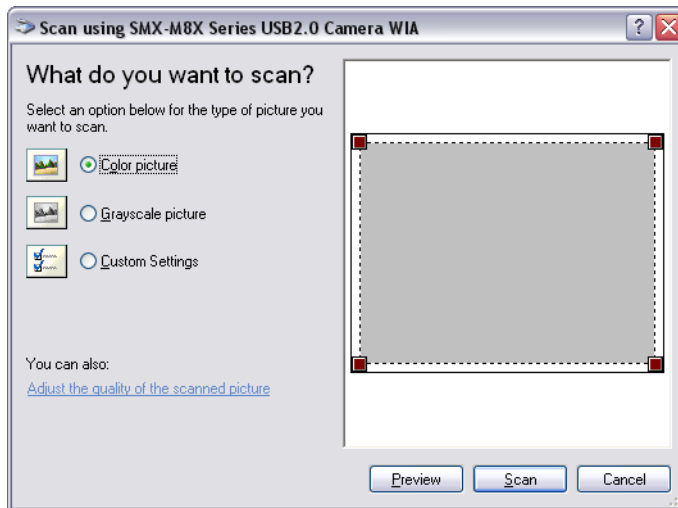 Scan using SMX-M8X Series USB2.0 Camera WIA
What do you want to scan?
Select an option below for the type of picture you
want to scan.
Color picture
Grayscale picture
Custom Settings
You can also:
Adjust the quality of the scanned picture
Preview Scan Cancel